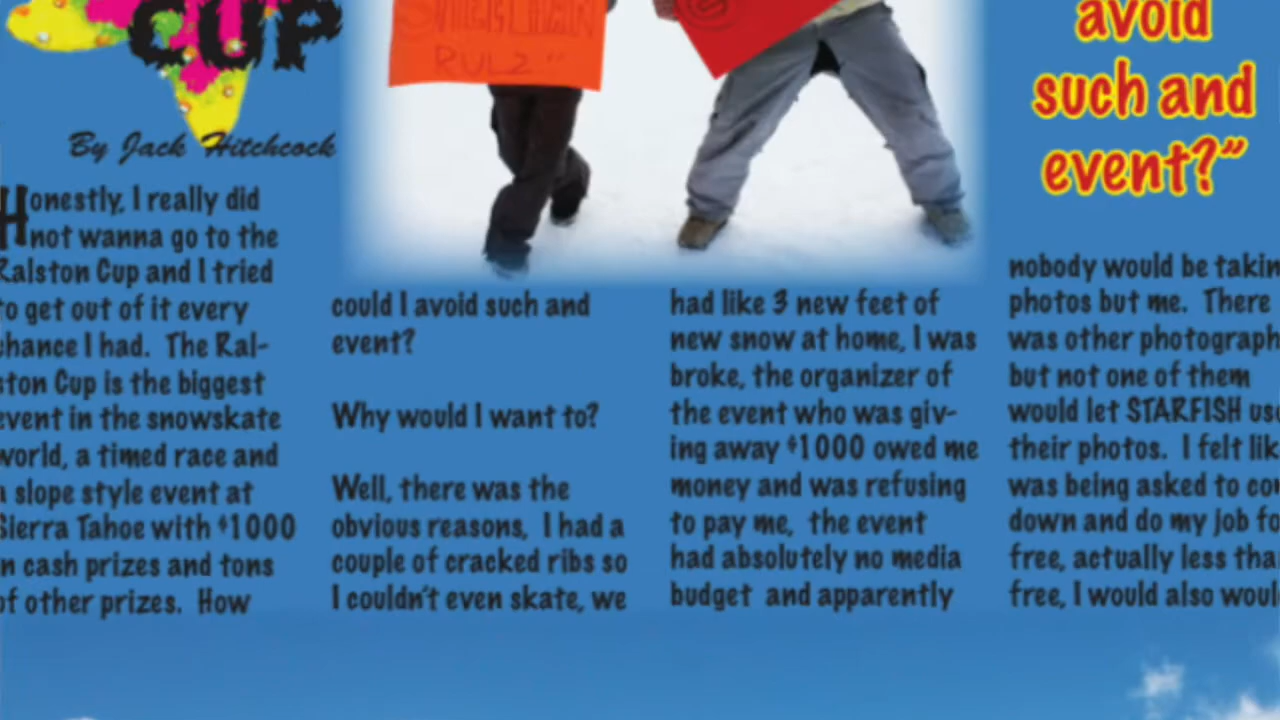 CUP
By Jack Hitchcock
SHEEHAN
RULZ"
avoid
such and
event?”
Honestly, I really did
not wanna go to the
Ralston Cup and I tried
to get out of it every
chance I had. The Ral-
ston Cup is the biggest
event in the snowskate
world, a timed race and
a slope style event at
Sierra Tahoe with $1000
in cash prizes and tons
of other prizes. How
could I avoid such and
event?
Why would I want to?
Well, there was the
obvious reasons, I had a
couple of cracked ribs so
I couldn't even skate, we
had like 3 new feet of
new snow at home, I was
broke, the organizer of
the event who was giv-
ing away $1000 owed me
money and was refusing
to pay me, the event
had absolutely no media
budget and apparently
nobody would be takin
photos but me. There
was other photograph
but not one of them
would let STARFISH us
their photos. I felt lik
was being asked to co
down and do my job fo
free, actually less tha
free, I would also woul